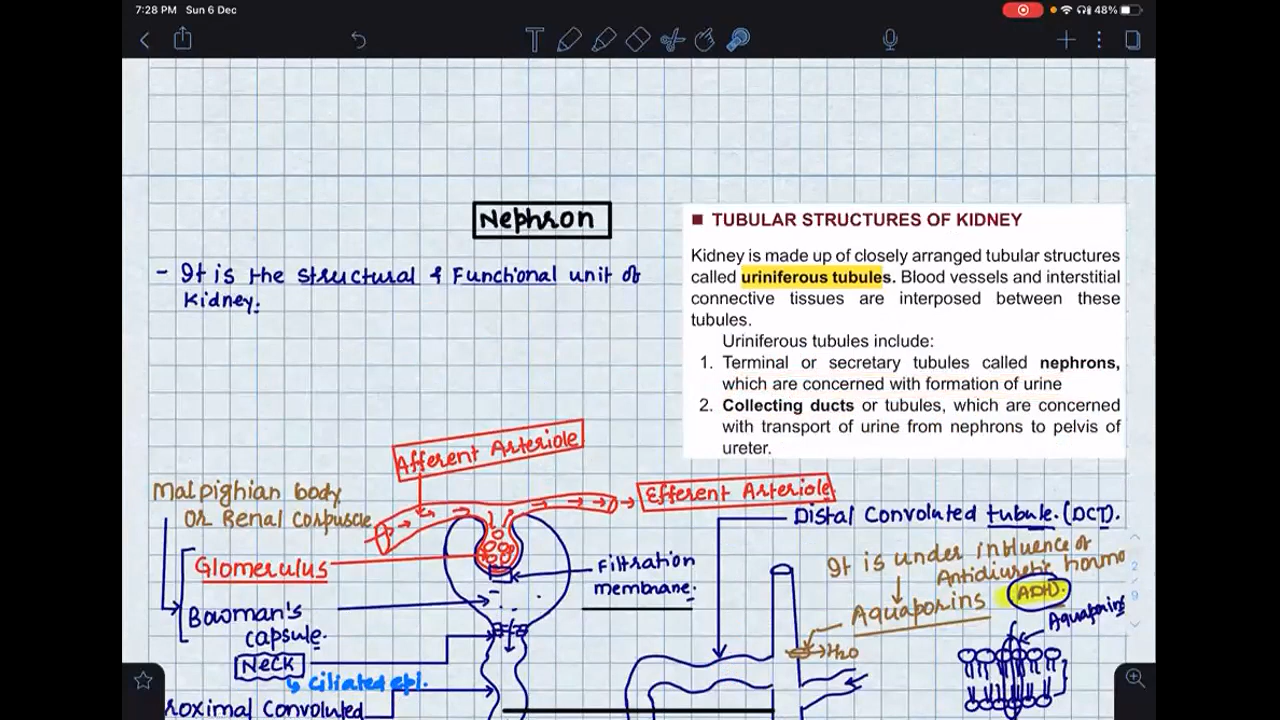 7:28 PM Sun 6 Dec
48%
Nephron
- It is the structural & Functional unit of
Kidney.
■ TUBULAR STRUCTURES OF KIDNEY
Kidney is made up of closely arranged tubular structures
called uriniferous tubules. Blood vessels and interstitial
connective tissues are interposed between these
tubules.
Uriniferous tubules include:
1. Terminal or secretary tubules called nephrons,
which are concerned with formation of urine
2. Collecting ducts or tubules, which are concerned
with transport of urine from nephrons to pelvis of
ureter.
Afferent Arteriole
Malpighian body
or Renal corpuscle
Efferent Arteriole
Distal Convoluted tubule. (DCT).
Glomerulus
Filtration
membrane.
It is under influence of
Antidiuretic hormo
ADH.
Aquaporins
Aquaporins
Bowman's
capsule.
H2O
Neck
ciliated epi.
roximal convoluted
2
9